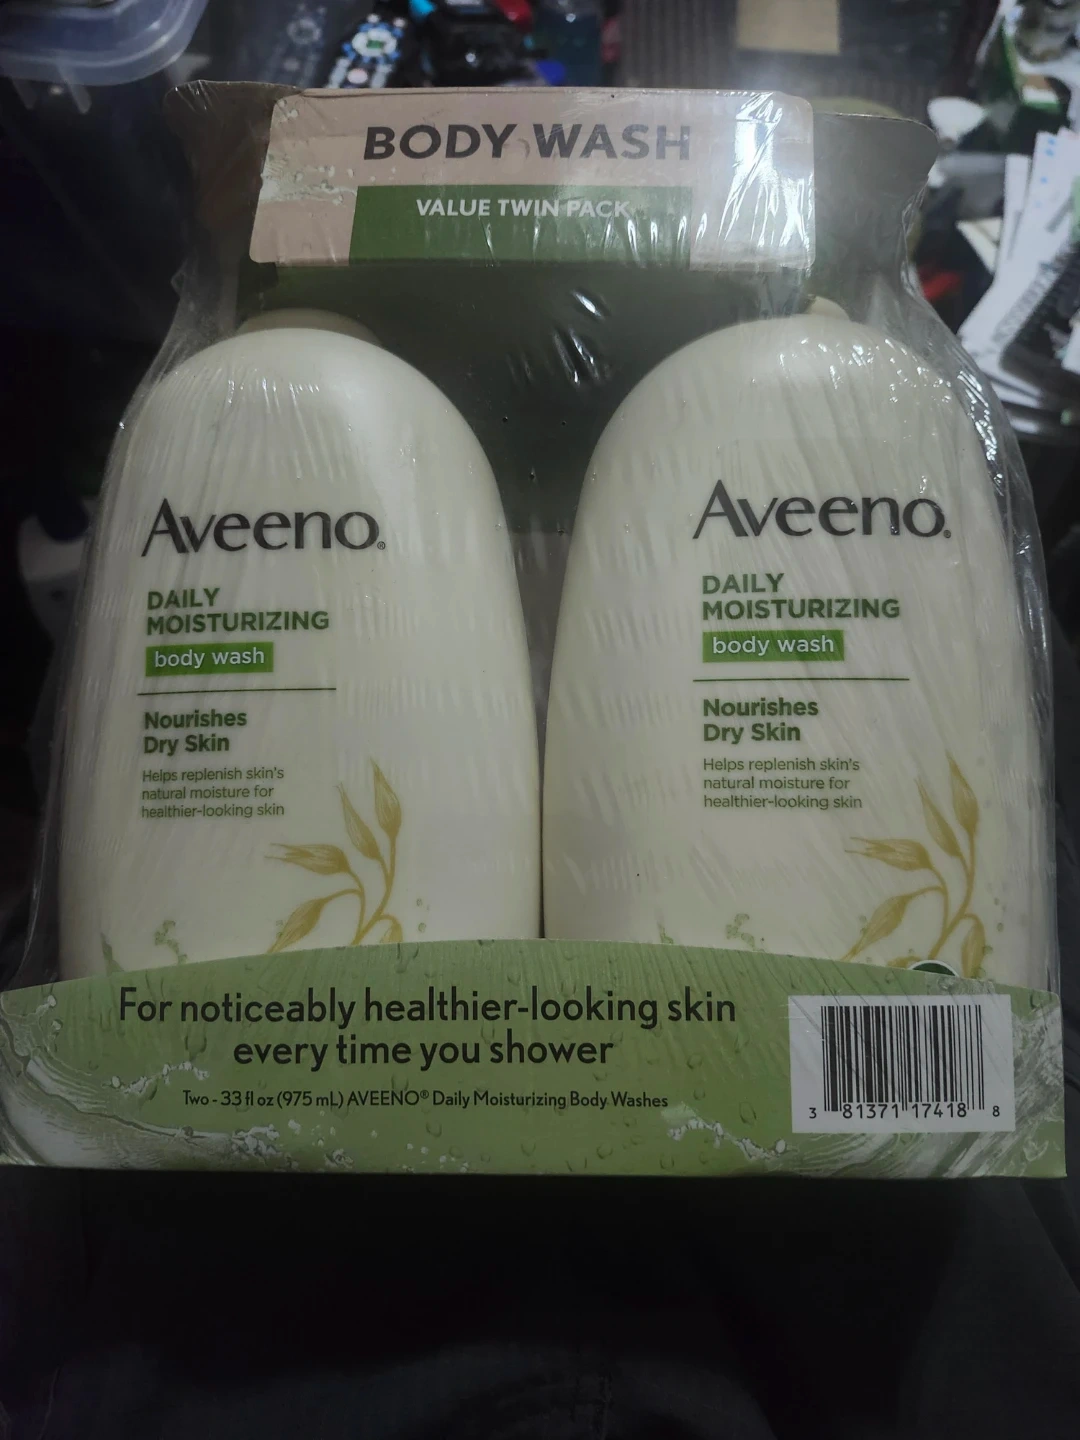 BODY WASH
VALUE TWIN PACK
Aveeno®
DAILY
MOISTURIZING
body wash
Nourishes
Dry Skin
Helps replenish skin's
natural moisture for
healthier-looking skin
Aveeno®
DAILY
MOISTURIZING
body wash
Nourishes
Dry Skin
Helps replenish skin's
natural moisture for
healthier-looking skin
For noticeably healthier-looking skin
every time you shower
Two - 33 fl oz (975 mL) AVEENO® Daily Moisturizing Body Washes
3 81371 17418 8